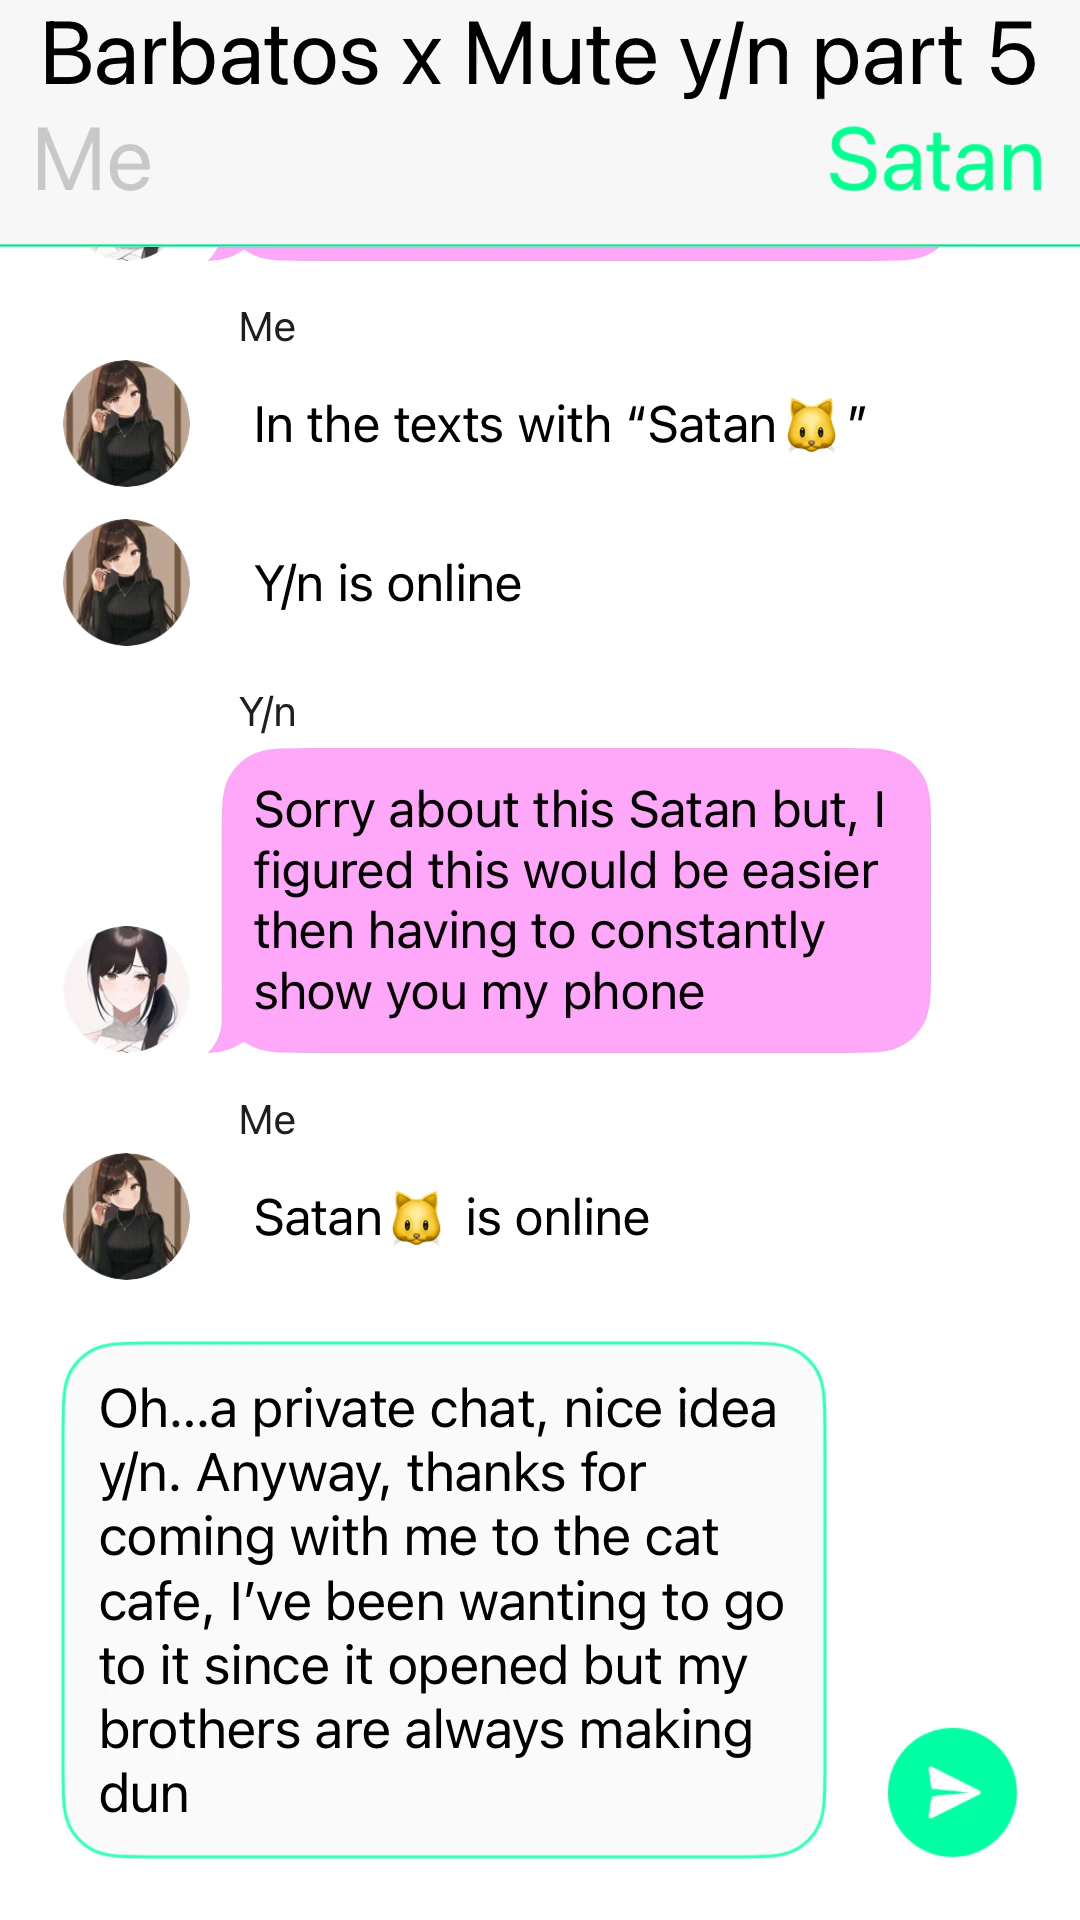 Barbatos x Mute y/n part 5
Me
Satan
Me
In the texts with “Satan🐱”
Y/n is online
Y/n
Sorry about this Satan but, I
figured this would be easier
then having to constantly
show you my phone
Me
Satan🐱 is online
Oh...a private chat, nice idea
y/n. Anyway, thanks for
coming with me to the cat
cafe, I’ve been wanting to go
to it since it opened but my
brothers are always making
dun